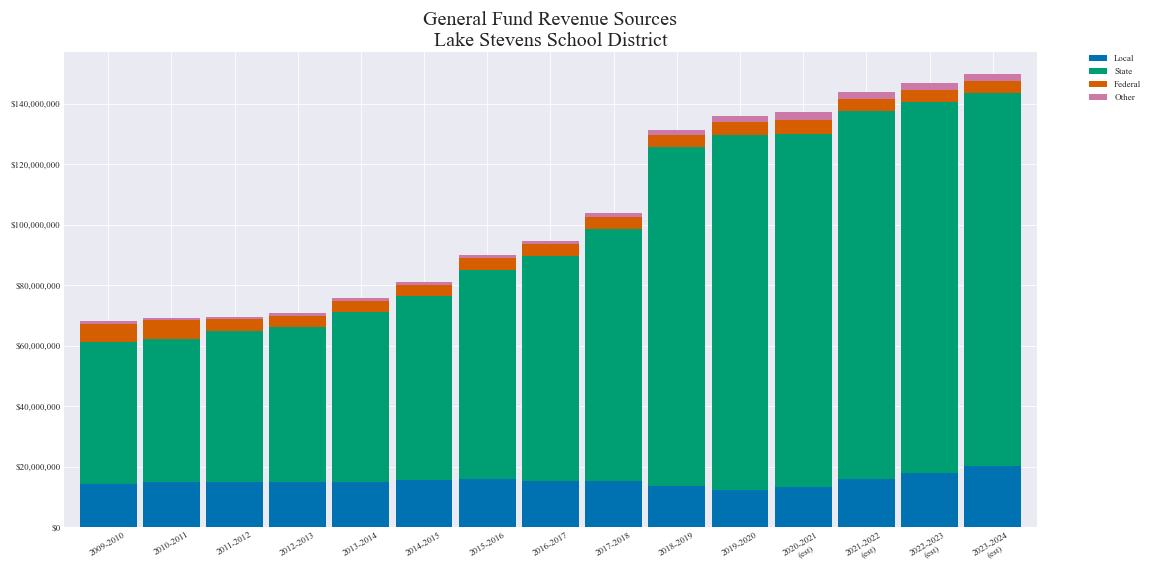 General Fund Revenue Sources
Lake Stevens School District
Local
State
Federal
Other
$140,000,000
$120,000,000
$100,000,000
$80,000,000
$60,000,000
$40,000,000
$20,000,000
$0
2009-2010
2010-2011
2011-2012
2012-2013
2013-2014
2014-2015
2015-2016
2016-2017
2017-2018
2018-2019
2019-2020
2020-2021
(est)
2021-2022
(est)
2022-2023
(est)
2023-2024
(est)